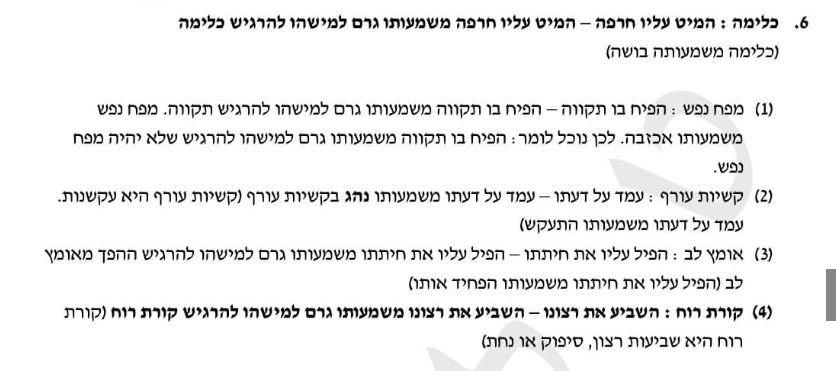 6. כלימה : המיט עליו חרפה – המיט עליו חרפה משמעותו גרם למישהו להרגיש כלימה
(כלימה משמעותה בושה)
(1) מפח נפש : הפיח בו תקווה – הפיח בו תקווה משמעותו גרם למישהו להרגיש תקווה. מפח נפש
משמעותו אכזבה. לכן נוכל לומר : הפיח בו תקווה משמעותו גרם למישהו להרגיש שלא יהיה מפח
נפש.
(2) קשיות עורף : עמד על דעתו – עמד על דעתו משמעותו נהג בקשיות עורף (קשיות עורף היא עקשנות.
עמד על דעתו משמעותו התעקש)
(3) אומץ לב : הפיל עליו את חיתתו – הפיל עליו את חיתתו משמעותו גרם למישהו להרגיש ההפך מאומץ
לב (הפיל עליו את חיתתו משמעותו הפחיד אותו)
(4) קורת רוח : השביע את רצונו – השביע את רצונו משמעותו גרם למישהו להרגיש קורת רוח (קורת
רוח היא שביעות רצון, סיפוק או נחת)